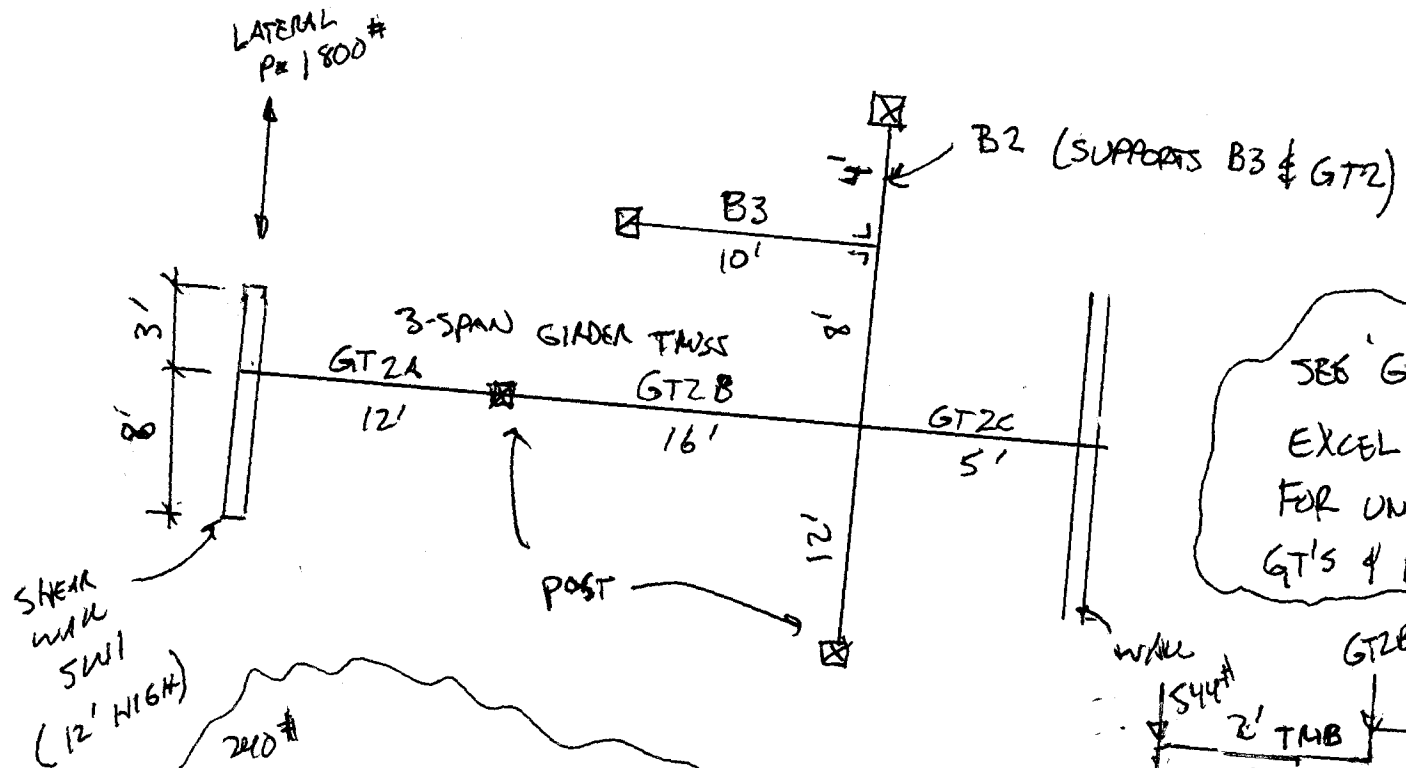 LATERAL
P= 1800#
B2 (SUPPORTS B3 & GT2)
4'
B3
10'
3'
8'
3-SPAN GIRDER TRUSS
GT2A
12'
GT2B
16'
8'
GT2C
5'
SEE 'G
EXCEL
FOR UN
GT'S &
12'
POST
SHEAR
WALL
SW1
(12' HIGH)
WALL
GT2B
544#
2' TRIB
240#